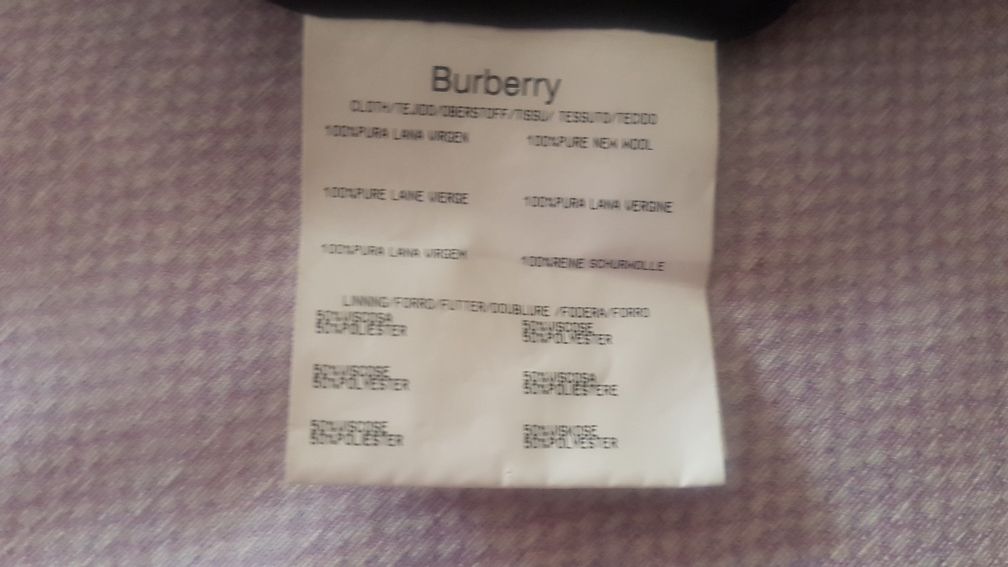 Burberry
CLOTH/TEJIDO/OBERSTOFF/TISSU/ TESSUTO/TECIDO
100%PURA LANA VIRGEN 100%PURE NEW WOOL
100%PURE LAINE VIERGE 100%PURA LANA VERGINE
100%PURA LANA VIRGEM 100%REINE SCHURWOLLE
LINNING/FORRO/FUTTER/DOUBLURE /FODERA/FORRO
50%VISCOSA 50%VISCOSE
50%POLIESTER 50%POLYESTER
50%VISCOSE 50%VISCOSA
50%POLYESTER 50%POLIESTERE
50%VISCOSE 50%VISKOSE
50%POLIESTER 50%POLYESTER